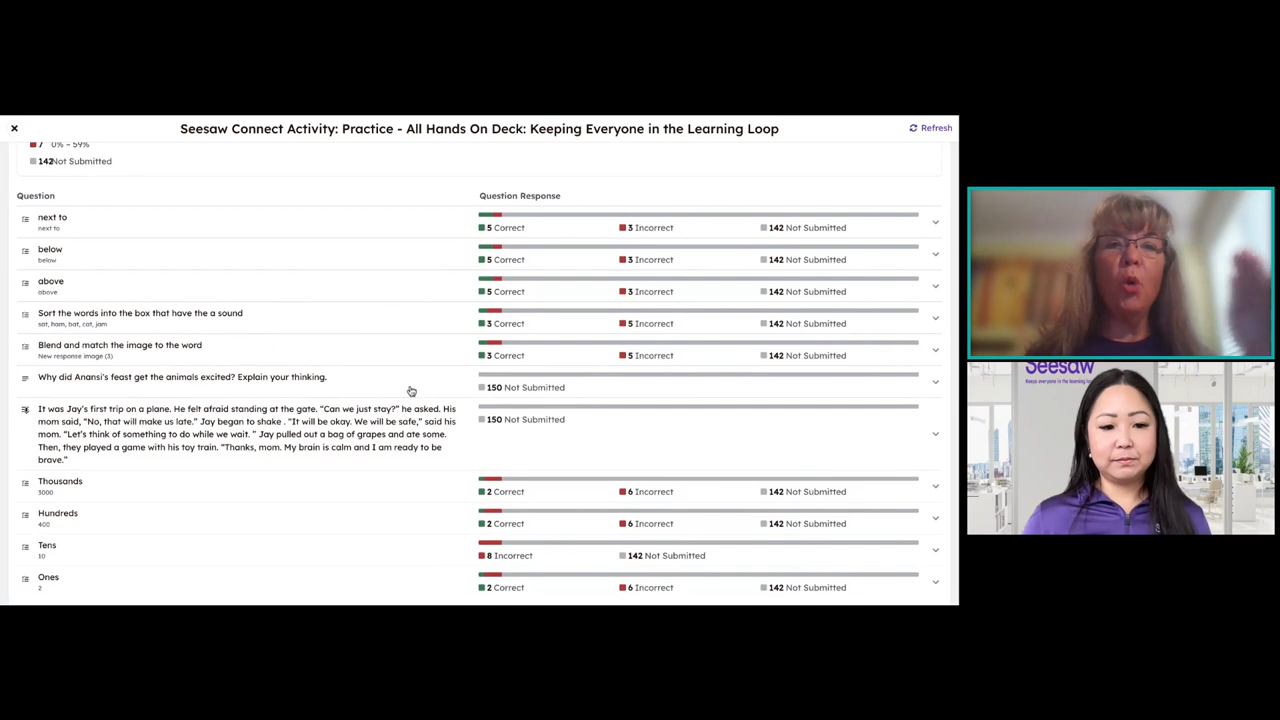 Seesaw Connect Activity: Practice - All Hands On Deck: Keeping Everyone in the Learning Loop
Refresh
7 0% – 59%
142 Not Submitted
Question
Question Response
next to
next to
5 Correct
3 Incorrect
142 Not Submitted
below
below
5 Correct
3 Incorrect
142 Not Submitted
above
above
5 Correct
3 Incorrect
142 Not Submitted
Sort the words into the box that have the a sound
sat, ham, bat, cat, jam
3 Correct
5 Incorrect
142 Not Submitted
Blend and match the image to the word
New response image (3)
3 Correct
5 Incorrect
142 Not Submitted
Why did Anansi's feast get the animals excited? Explain your thinking.
150 Not Submitted
It was Jay's first trip on a plane. He felt afraid standing at the gate. "Can we just stay?" he asked. His
mom said, "No, that will make us late." Jay began to shake . "It will be okay. We will be safe," said his
mom. "Let's think of something to do while we wait. " Jay pulled out a bag of grapes and ate some.
Then, they played a game with his toy train. "Thanks, mom. My brain is calm and I am ready to be
brave."
150 Not Submitted
Thousands
3000
2 Correct
6 Incorrect
142 Not Submitted
Hundreds
400
2 Correct
6 Incorrect
142 Not Submitted
Tens
10
8 Incorrect
142 Not Submitted
Ones
2
2 Correct
6 Incorrect
142 Not Submitted
Seesaw
Keeps everyone in the learning loop